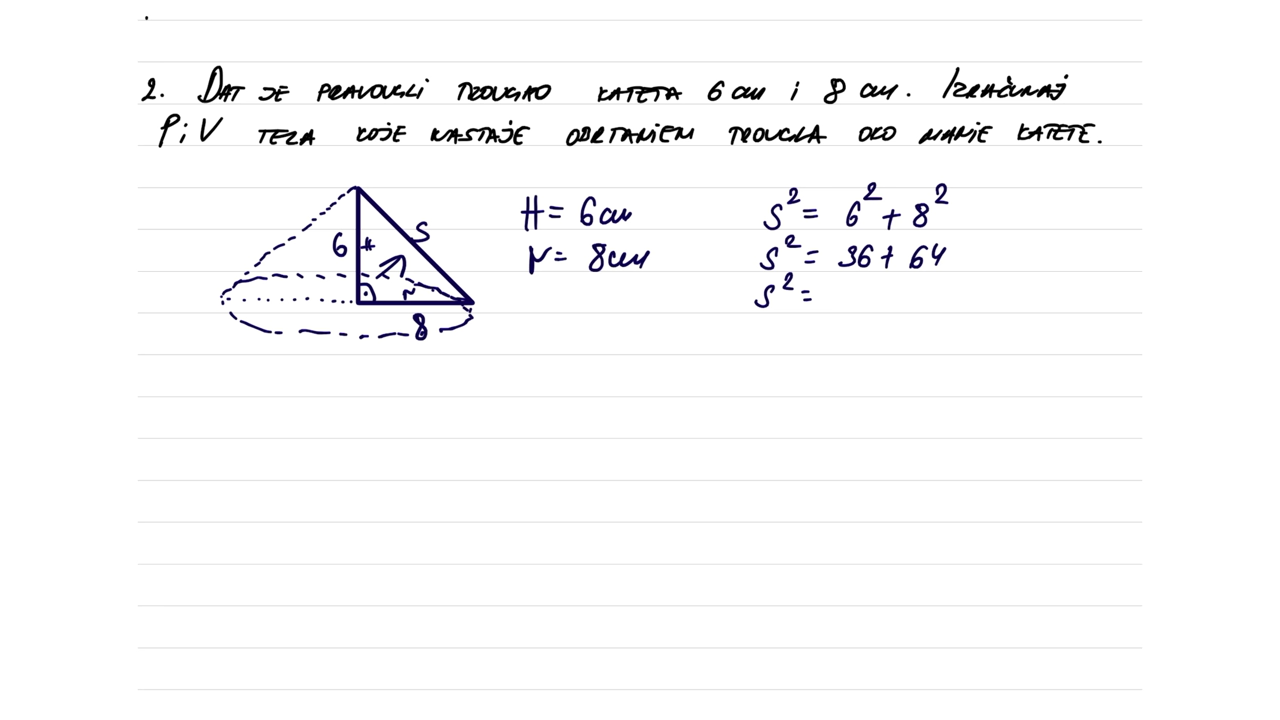 2. DAT JE PRAVOUGLI TROUGAO KATETA 6 cm i 8 cm. IZRAČUNAJ
P i V TELA KOJE NASTAJE OBRTANJEM TROUGLA OKO MANJE KATETE.
6 H S
r
8
H = 6cm
r = 8cm
S² = 6² + 8²
S² = 36 + 64
S² =